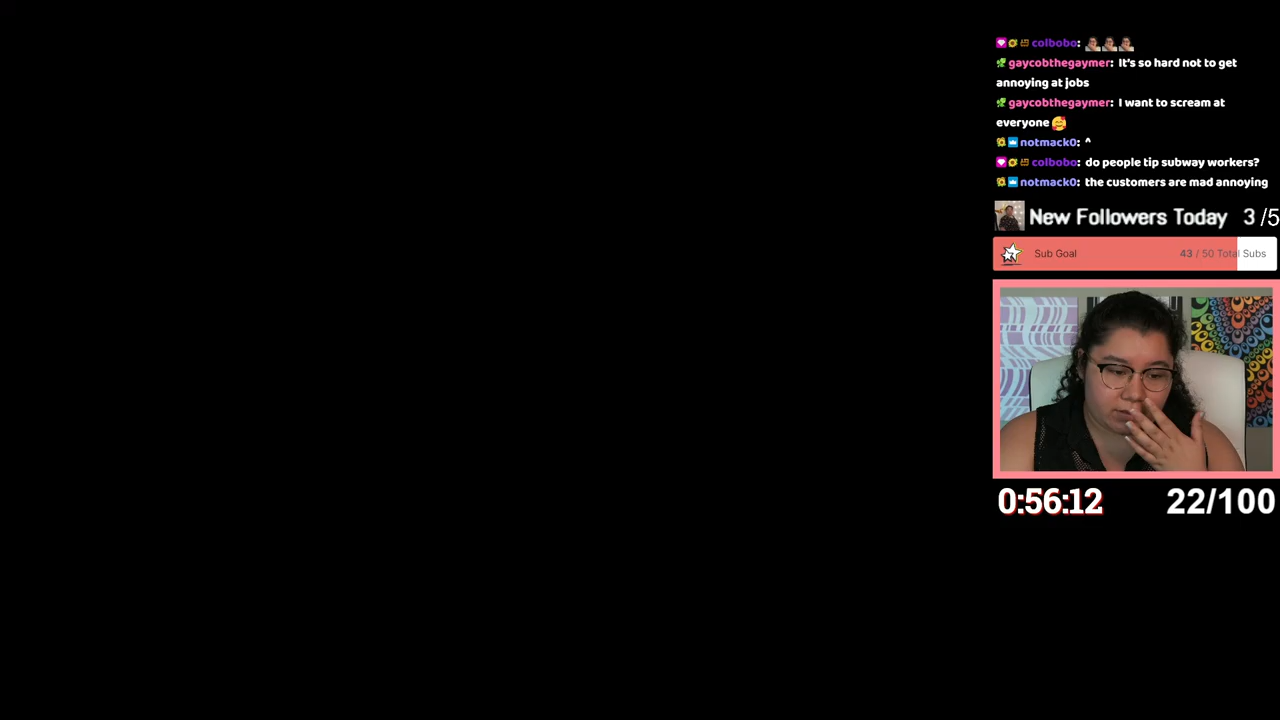 colbobo:
gaycobthegaymer: It's so hard not to get
annoying at jobs
gaycobthegaymer: I want to scream at
everyone 🥰
notmack0: ^
colbobo: do people tip subway workers?
notmack0: the customers are mad annoying
New Followers Today 3 /5
Sub Goal 43 / 50 Total Subs
0:56:12 22/100